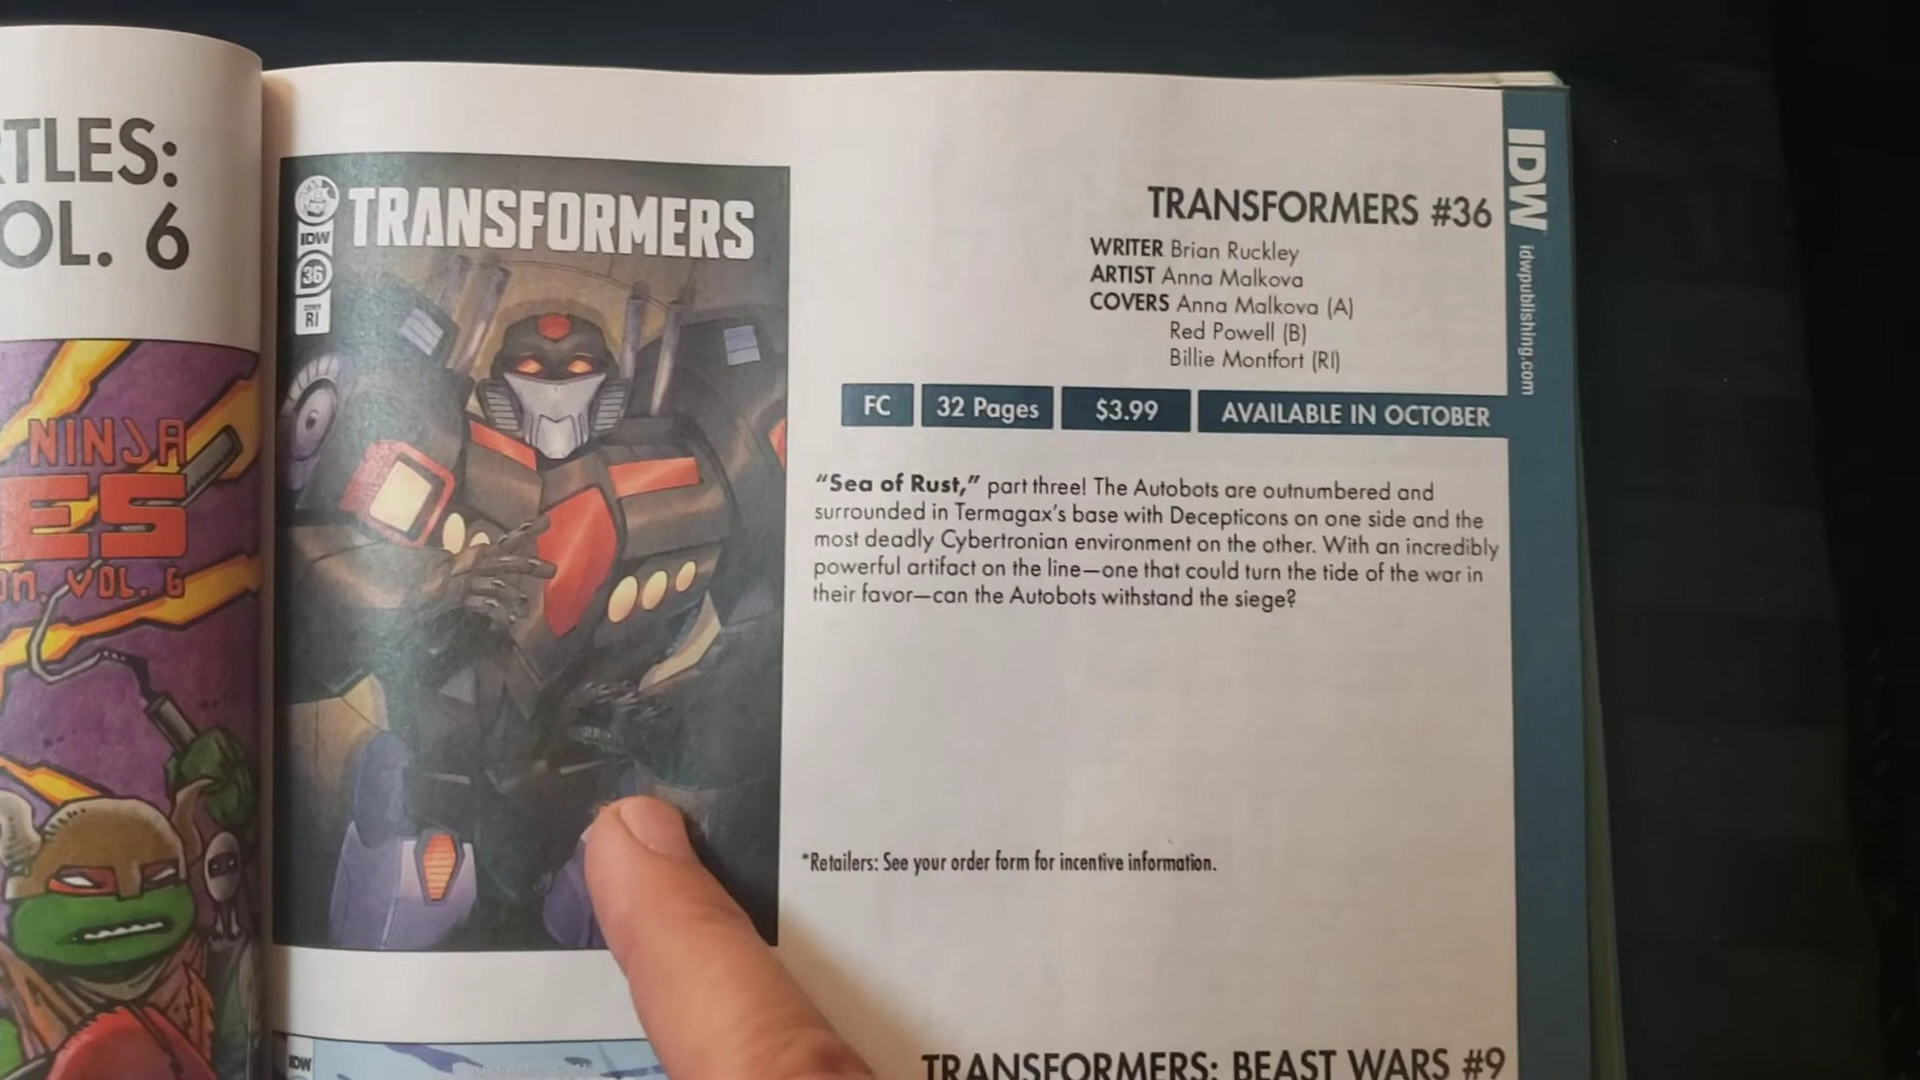 TLES:
OL. 6
NINJA
ES
ON, VOL. 6
IDW
36
COVER
RI
TRANSFORMERS
TRANSFORMERS #36
WRITER Brian Ruckley
ARTIST Anna Malkova
COVERS Anna Malkova (A)
Red Powell (B)
Billie Montfort (RI)
FC 32 Pages $3.99 AVAILABLE IN OCTOBER
“Sea of Rust,” part three! The Autobots are outnumbered and
surrounded in Termagax’s base with Decepticons on one side and the
most deadly Cybertronian environment on the other. With an incredibly
powerful artifact on the line—one that could turn the tide of the war in
their favor—can the Autobots withstand the siege?
*Retailers: See your order form for incentive information.
IDW
TRANSFORMERS: BEAST WARS #9
IDW
idwpublishing.com